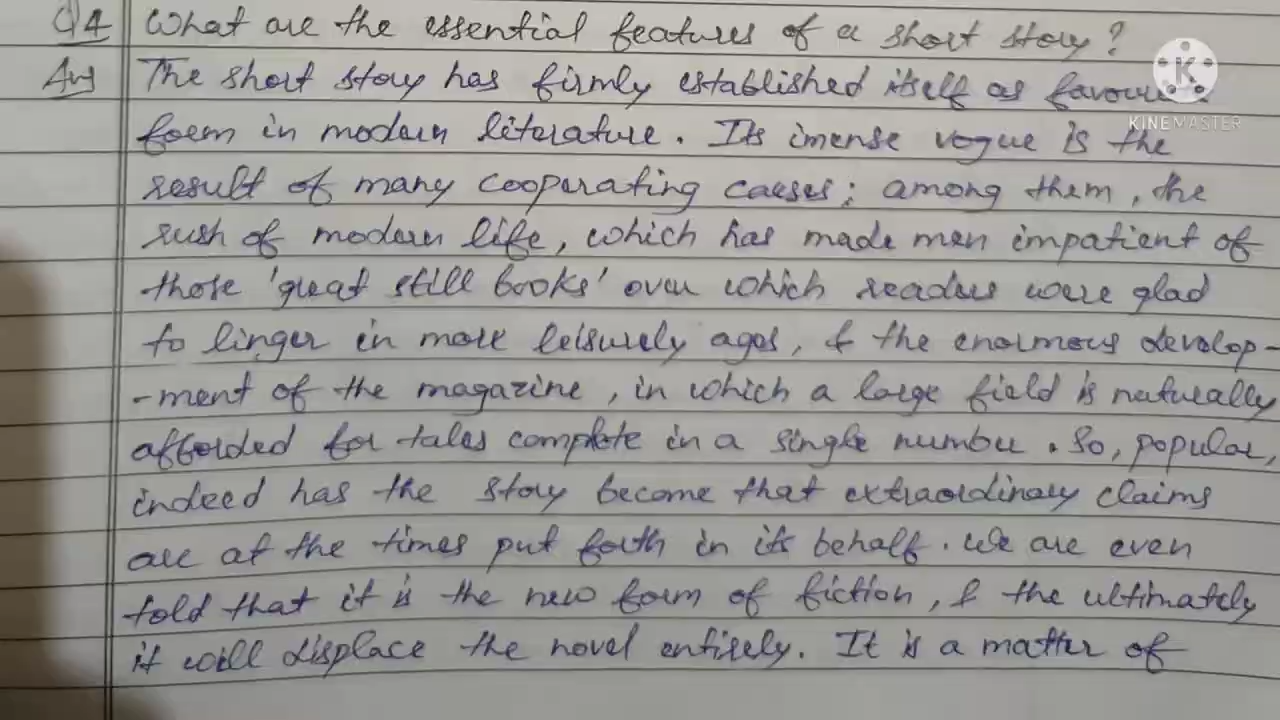 Q4 What are the essential features of a short story?
Ans The short story has firmly established itself as favour
KINEMASTER
form in modern literature. Its imense vogue is the
result of many cooperating causes; among them, the
rush of modern life, which has made men impatient of
those 'great still books' over which readers were glad
to linger in more leisurely ages, & the enormous develop-
-ment of the magazine, in which a large field is naturally
afforded for tales complete in a single number. So, popular,
indeed has the story become that extraordinary claims
are at the times put forth in its behalf. We are even
told that it is the new form of fiction, & the ultimately
it will displace the novel entirely. It is a matter of